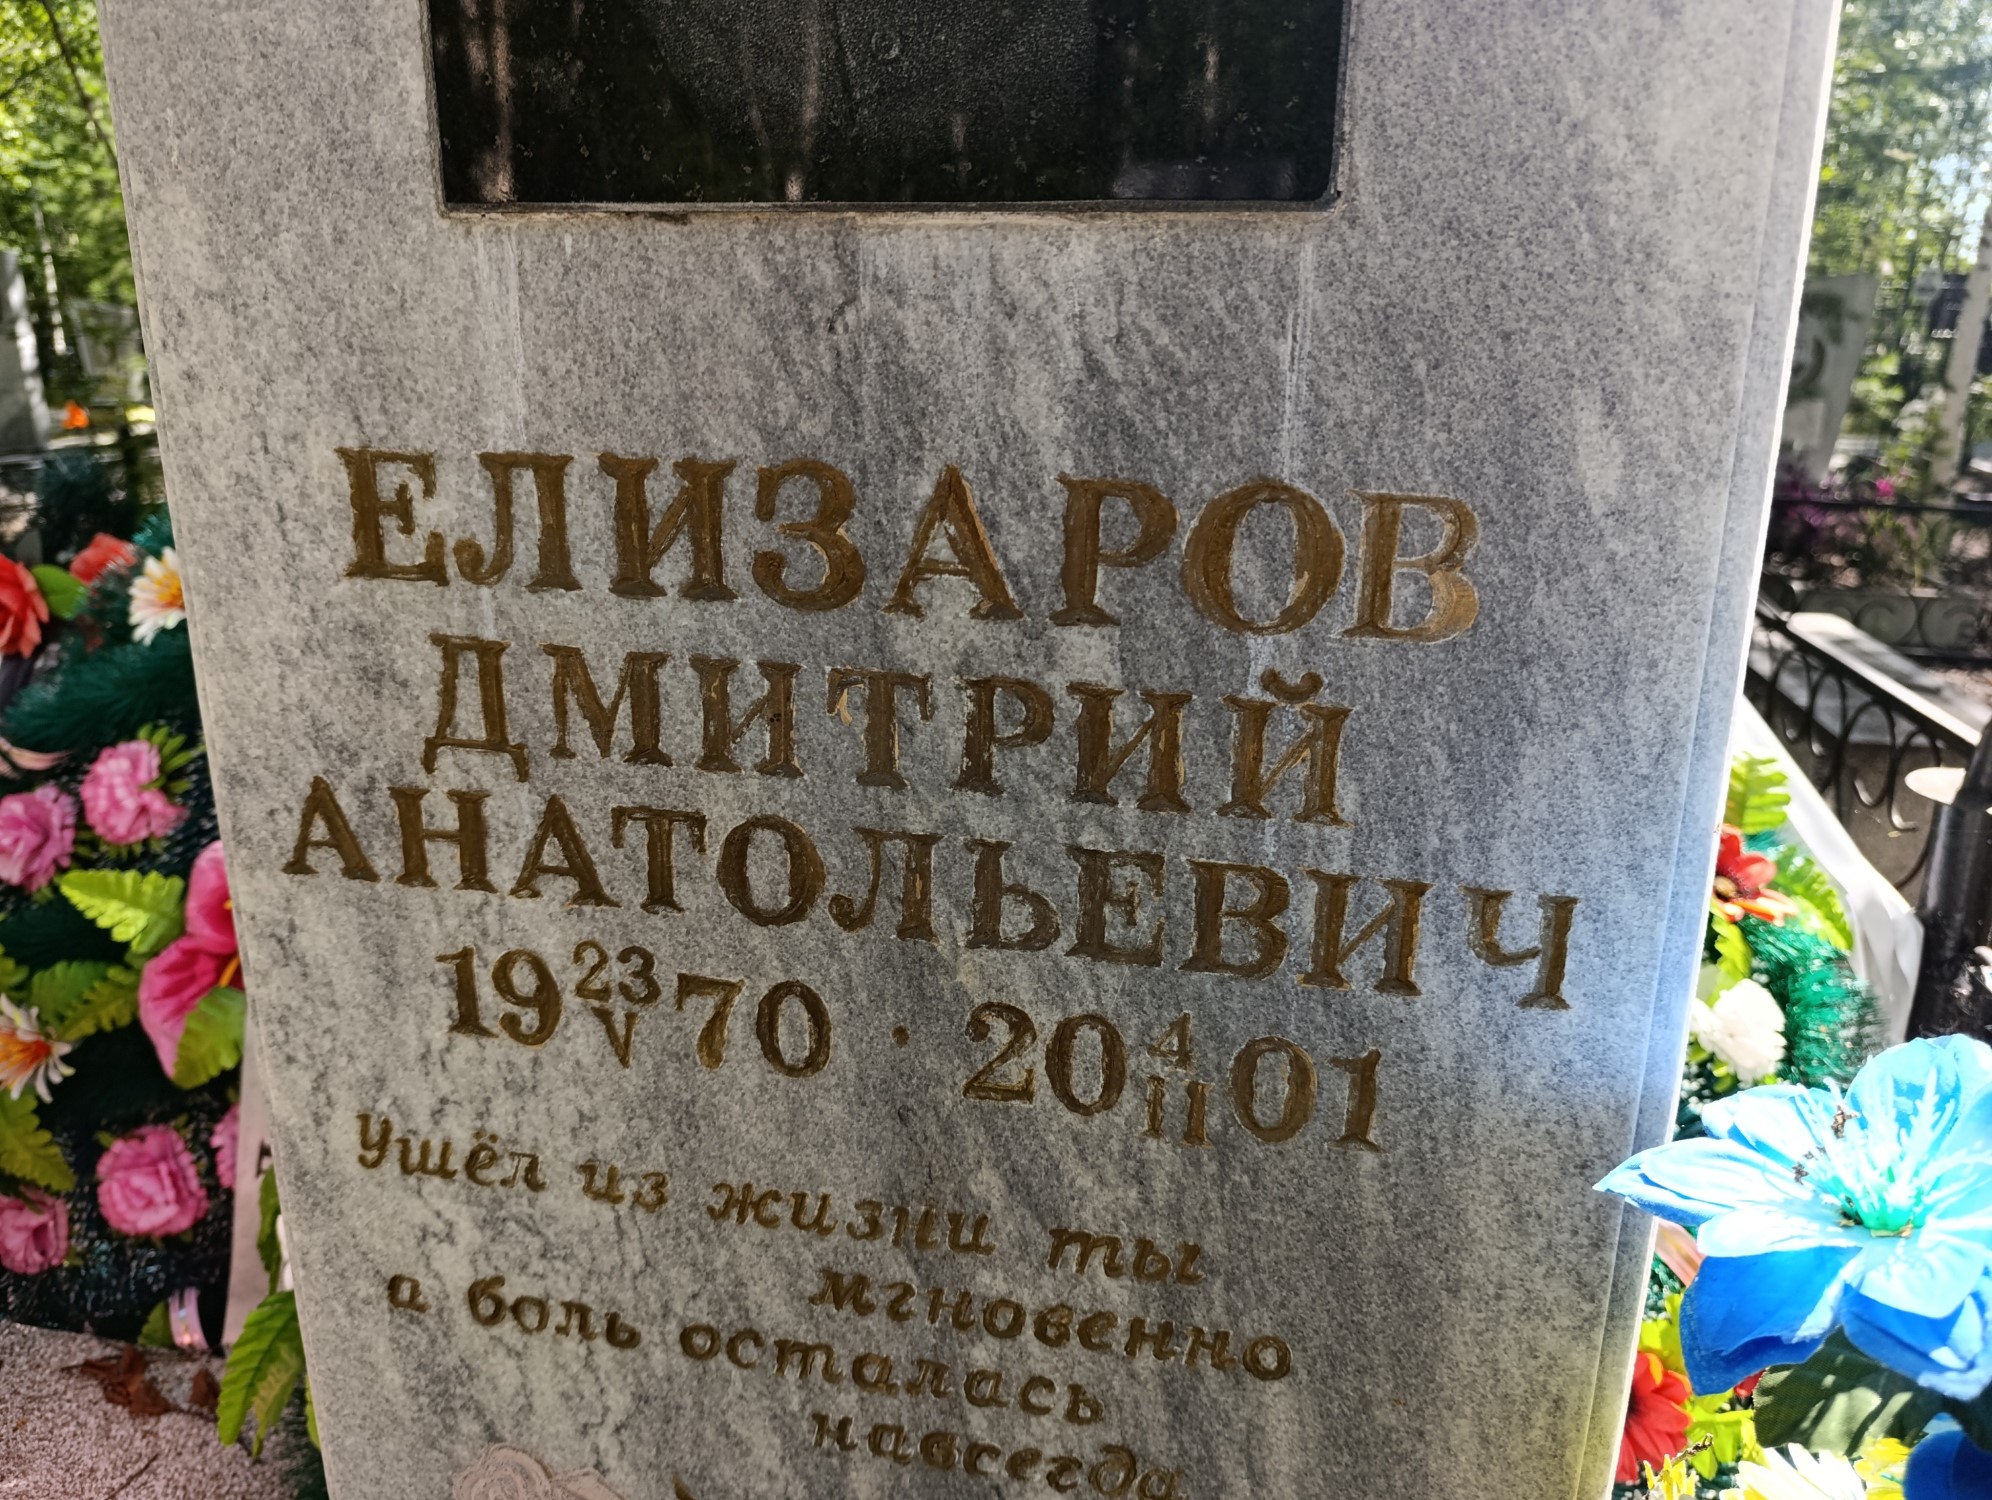 ЕЛИЗАРОВ
ДМИТРИЙ
АНАТОЛЬЕВИЧ
19 23/V 70 · 20 4/II 01
Ушёл из жизни ты
мгновенно
а боль осталась
навсегда